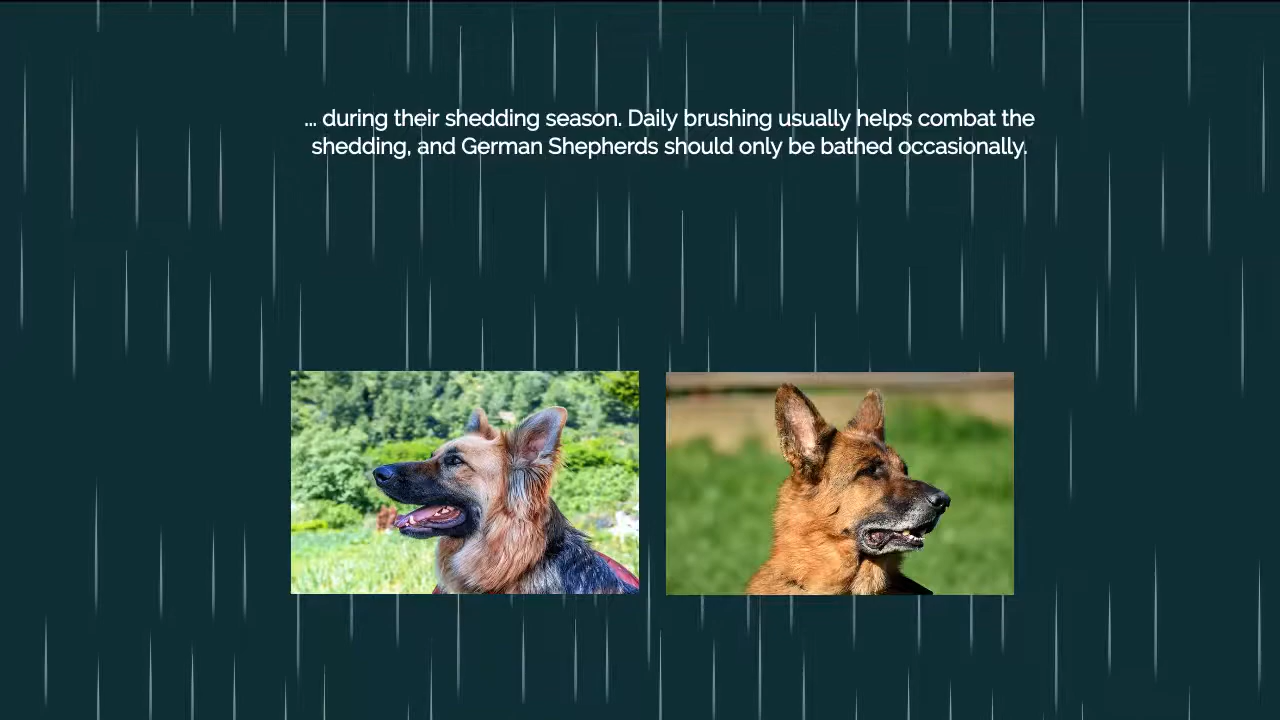 ... during their shedding season. Daily brushing usually helps combat the
shedding, and German Shepherds should only be bathed occasionally.